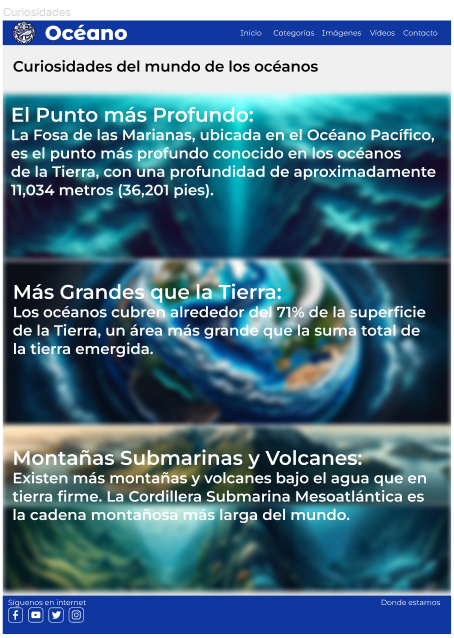 Curiosidades
Océano
Inicio Categorías Imágenes Videos Contacto
Curiosidades del mundo de los océanos
El Punto más Profundo:
La Fosa de las Marianas, ubicada en el Océano Pacífico,
es el punto más profundo conocido en los océanos
de la Tierra, con una profundidad de aproximadamente
11,034 metros (36,201 pies).
Más Grandes que la Tierra:
Los océanos cubren alrededor del 71% de la superficie
de la Tierra, un área más grande que la suma total de
la tierra emergida.
Montañas Submarinas y Volcanes:
Existen más montañas y volcanes bajo el agua que en
tierra firme. La Cordillera Submarina Mesoatlántica es
la cadena montañosa más larga del mundo.
Síguenos en internet
Donde estamos